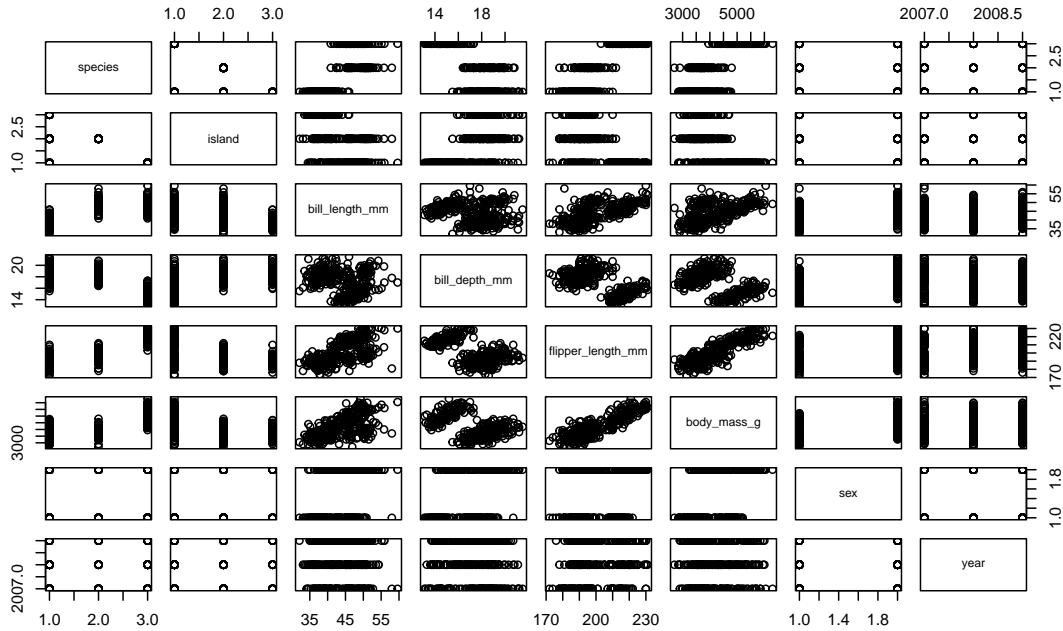 1.0 2.0 3.0 14 18 3000 5000 2007.0 2008.5
species 1.0 2.5
1.0 2.5 island
bill_length_mm 35 55
14 20 bill_depth_mm
flipper_length_mm 170 220
3000 body_mass_g
sex 1.0 1.8
2007.0 year
1.0 2.0 3.0 35 45 55 170 200 230 1.0 1.4 1.8